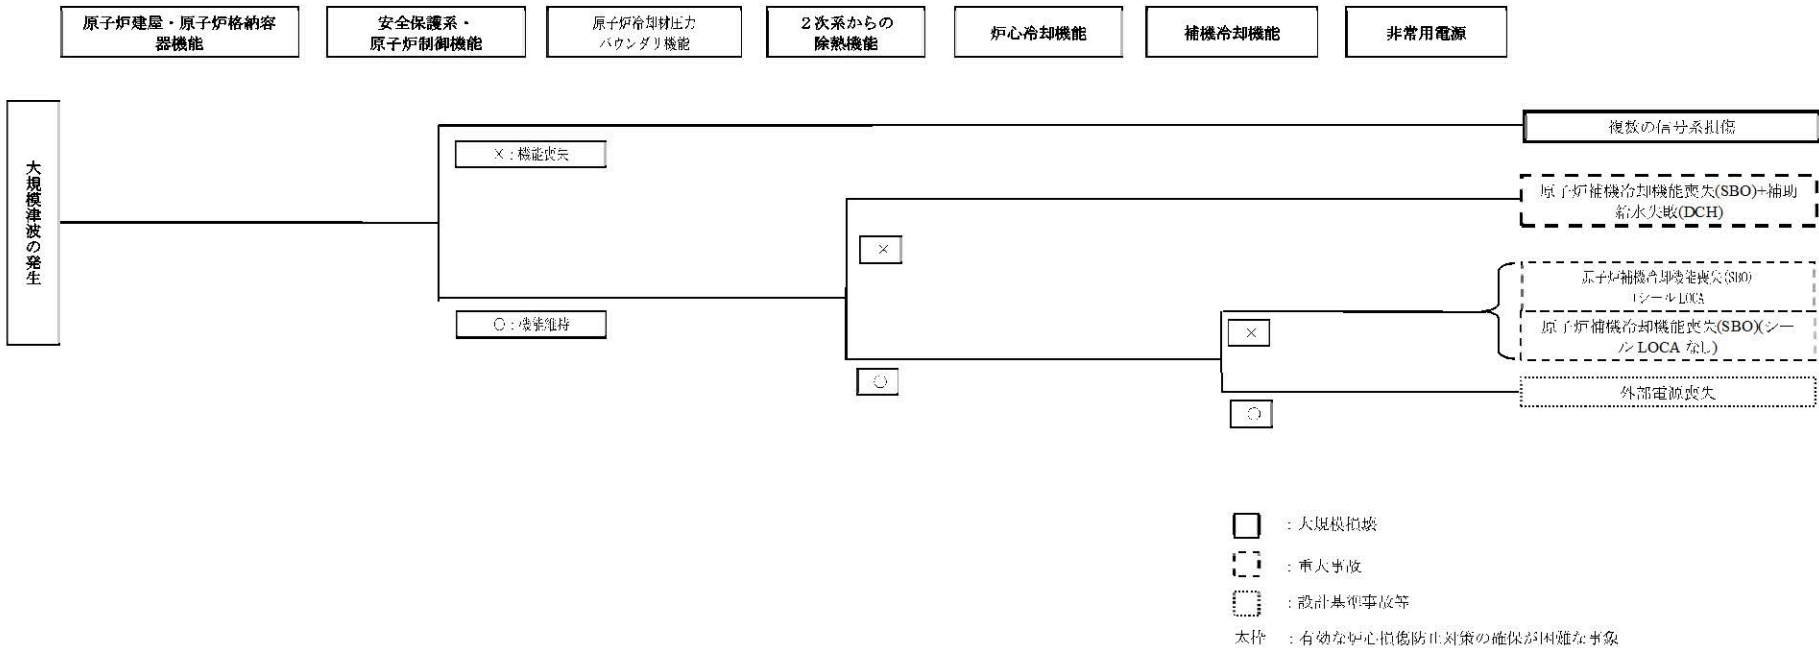 原子炉建屋・原子炉格納容
器機能
安全保護系・
原子炉制御機能
原子炉冷却材圧力
バウンダリ機能
２次系からの
除熱機能
炉心冷却機能
補機冷却機能
非常用電源
大規模津波の発生
×：機能喪失
複数の信号系損傷
原子炉補機冷却機能喪失(SBO)+補助
給水失敗(DCH)
×
原子炉補機冷却機能喪失(SBO)
+シール LOCA
×
原子炉補機冷却機能喪失(SBO)(シー
ル LOCA なし)
○：機能維持
○
外部電源喪失
○
：大規模損壊
：重大事故
：設計基準事故等
太枠 ：有効な炉心損傷防止対策の確保が困難な事象